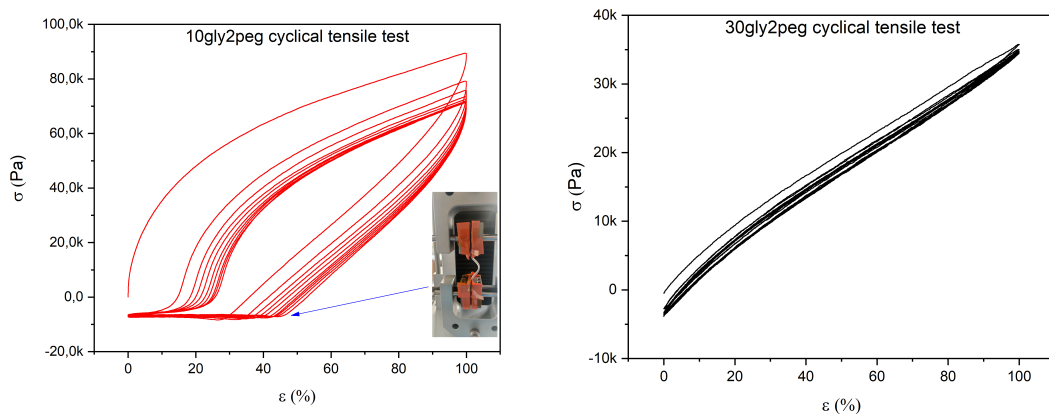 10gly2peg cyclical tensile test
100,0k
80,0k
60,0k
40,0k
20,0k
0,0
-20,0k
σ (Pa)
0
20
40
60
80
100
ε (%)
30gly2peg cyclical tensile test
40k
30k
20k
10k
0
-10k
σ (Pa)
0
20
40
60
80
100
ε (%)